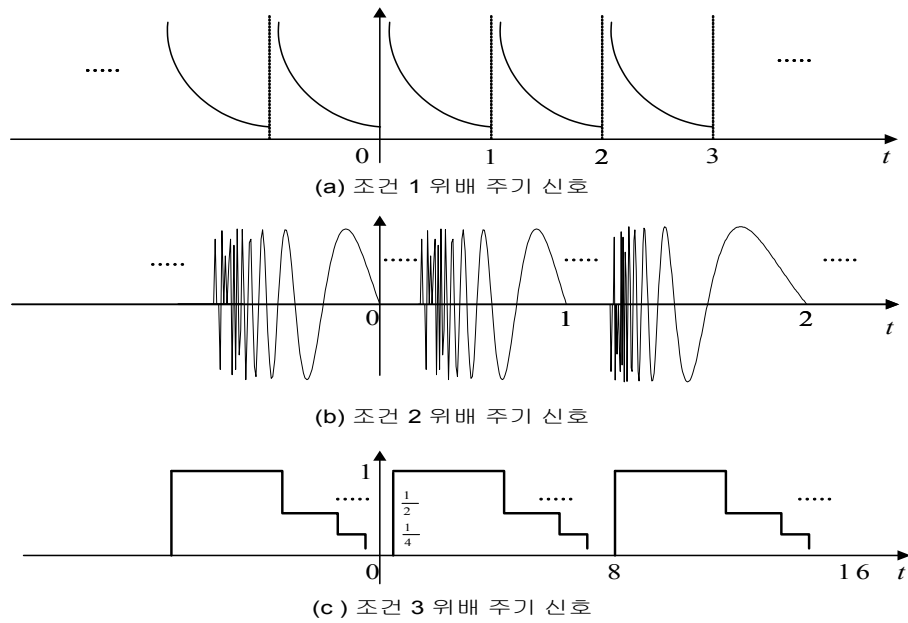 .....
.....
0 1 2 3 t
(a) 조건 1 위배 주기 신호
..... ..... ..... .....
0 1 2 t
(b) 조건 2 위배 주기 신호
1
..... ..... .....
1/2
1/4
0 8 16 t
(c ) 조건 3 위배 주기 신호